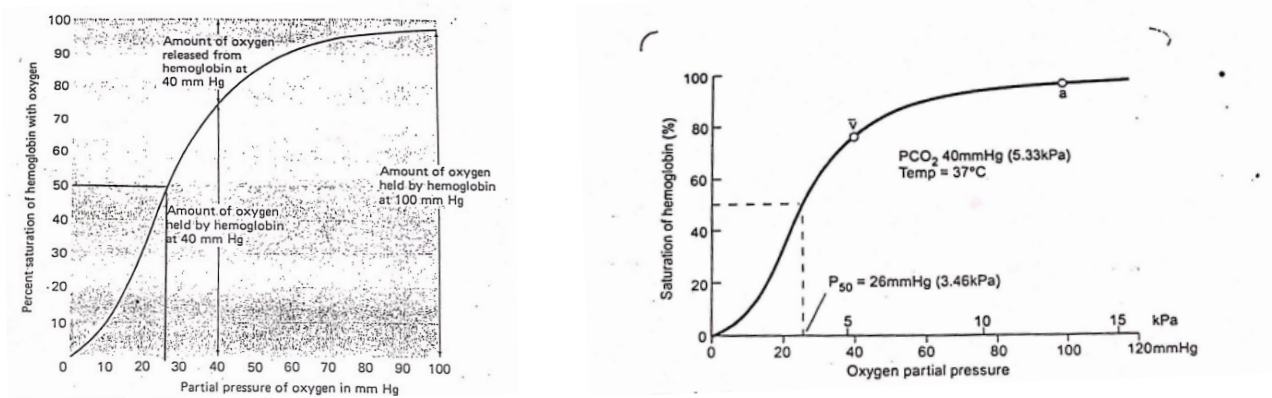 100
90
80
70
60
50
40
30
20
10
0
10
20
30
40
50
60
70
80
90
100
Percent saturation of hemoglobin with oxygen
Partial pressure of oxygen in mm Hg
Amount of oxygen
released from
hemoglobin at
40 mm Hg
Amount of oxygen
held by hemoglobin
at 100 mm Hg
Amount of oxygen
held by hemoglobin
at 40 mm Hg
100
80
60
40
20
0
Saturation of hemoglobin (%)
v̄
a
PCO₂ 40mmHg (5.33kPa)
Temp = 37°C
P₅₀ = 26mmHg (3.46kPa)
5
10
15
kPa
0
20
40
60
80
100
120mmHg
Oxygen partial pressure